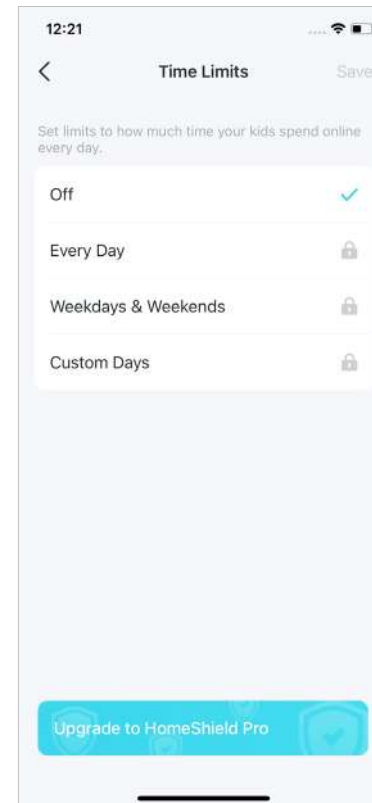 12:21
Time Limits
Save
Set limits to how much time your kids spend online
every day.
Off
Every Day
Weekdays & Weekends
Custom Days
Upgrade to HomeShield Pro